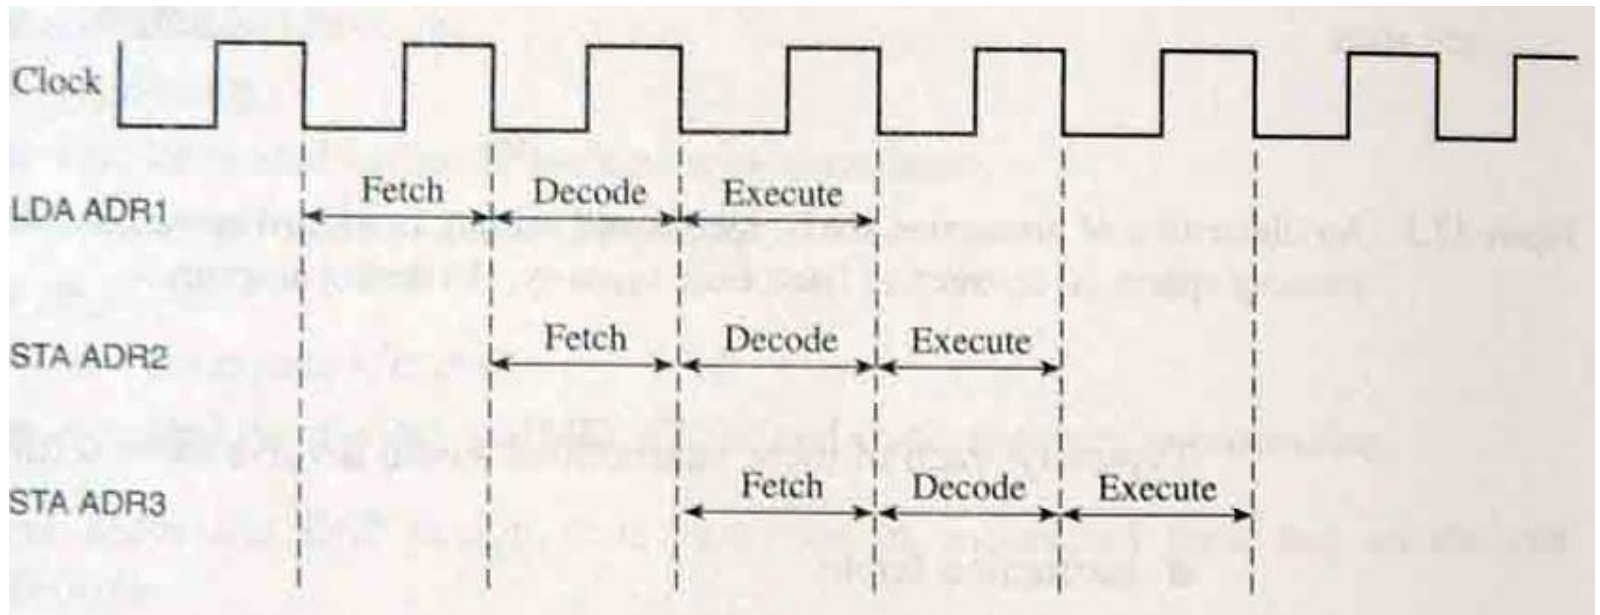 Clock
LDA ADR1 Fetch Decode Execute
STA ADR2 Fetch Decode Execute
STA ADR3 Fetch Decode Execute